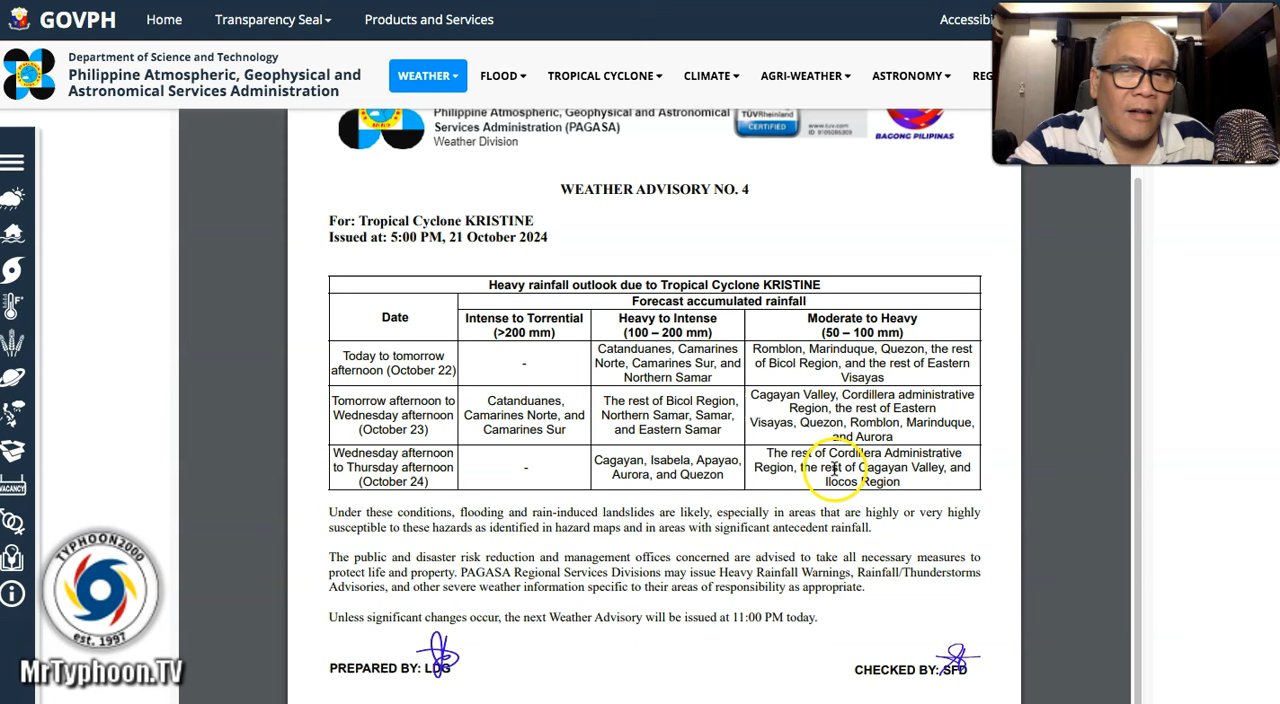 GOVPH
Home
Transparency Seal
Products and Services
Accessibi
Department of Science and Technology
Philippine Atmospheric, Geophysical and
Astronomical Services Administration
WEATHER
FLOOD
TROPICAL CYCLONE
CLIMATE
AGRI-WEATHER
ASTRONOMY
REG
Philippine Atmospheric, Geophysical and Astronomical
Services Administration (PAGASA)
Weather Division
TÜVRheinland
CERTIFIED
www.tuv.com
ID 9105085309
BAGONG PILIPINAS
WEATHER ADVISORY NO. 4
For: Tropical Cyclone KRISTINE
Issued at: 5:00 PM, 21 October 2024
Heavy rainfall outlook due to Tropical Cyclone KRISTINE
Date
Forecast accumulated rainfall
Intense to Torrential
(>200 mm)
Heavy to Intense
(100 – 200 mm)
Moderate to Heavy
(50 – 100 mm)
Today to tomorrow
afternoon (October 22)
-
Catanduanes, Camarines
Norte, Camarines Sur, and
Northern Samar
Romblon, Marinduque, Quezon, the rest
of Bicol Region, and the rest of Eastern
Visayas
Tomorrow afternoon to
Wednesday afternoon
(October 23)
Catanduanes,
Camarines Norte, and
Camarines Sur
The rest of Bicol Region,
Northern Samar, Samar,
and Eastern Samar
Cagayan Valley, Cordillera administrative
Region, the rest of Eastern
Visayas, Quezon, Romblon, Marinduque,
and Aurora
Wednesday afternoon
to Thursday afternoon
(October 24)
-
Cagayan, Isabela, Apayao,
Aurora, and Quezon
The rest of Cordillera Administrative
Region, the rest of Cagayan Valley, and
Ilocos Region
Under these conditions, flooding and rain-induced landslides are likely, especially in areas that are highly or very highly
susceptible to these hazards as identified in hazard maps and in areas with significant antecedent rainfall.
The public and disaster risk reduction and management offices concerned are advised to take all necessary measures to
protect life and property. PAGASA Regional Services Divisions may issue Heavy Rainfall Warnings, Rainfall/Thunderstorms
Advisories, and other severe weather information specific to their areas of responsibility as appropriate.
Unless significant changes occur, the next Weather Advisory will be issued at 11:00 PM today.
PREPARED BY: LDG
CHECKED BY: SFD
VACANCY
TYPHOON2000
est. 1997
MrTyphoon.TV